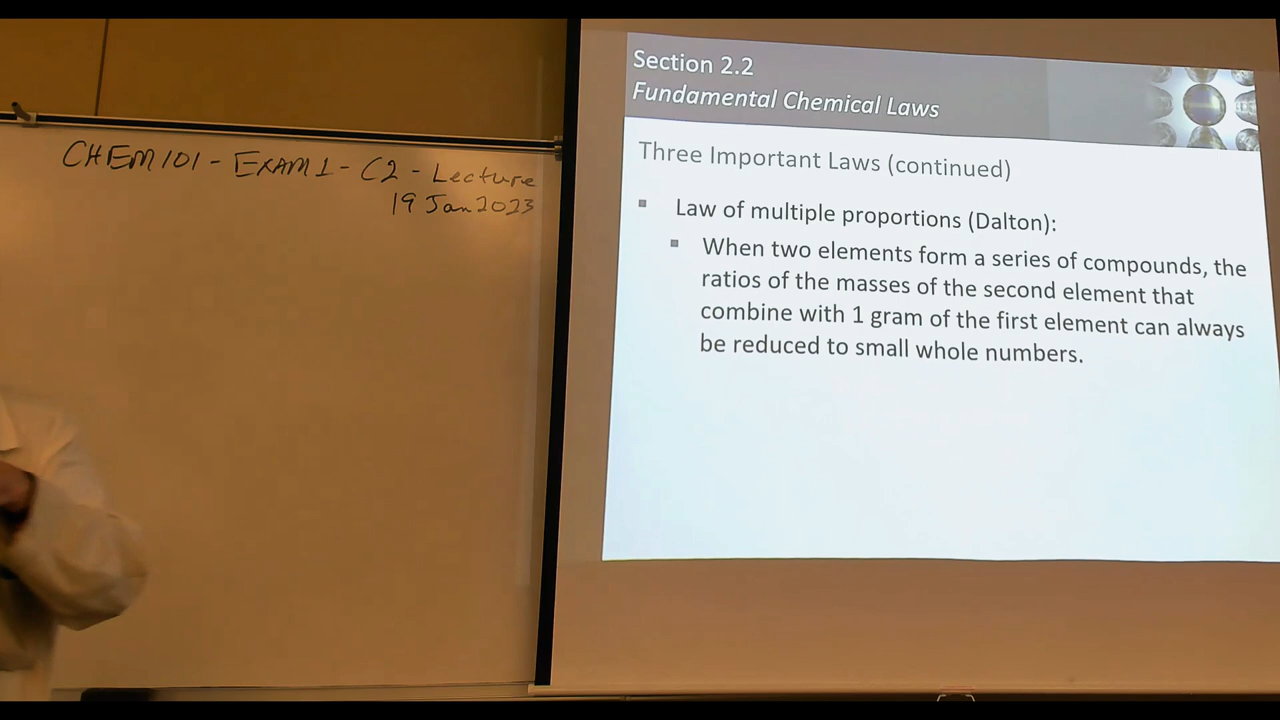 CHEM 101 - EXAM 1 - C2 - Lecture
19 Jan 2023
Section 2.2
Fundamental Chemical Laws
Three Important Laws (continued)
▪ Law of multiple proportions (Dalton):
▪ When two elements form a series of compounds, the
ratios of the masses of the second element that
combine with 1 gram of the first element can always
be reduced to small whole numbers.